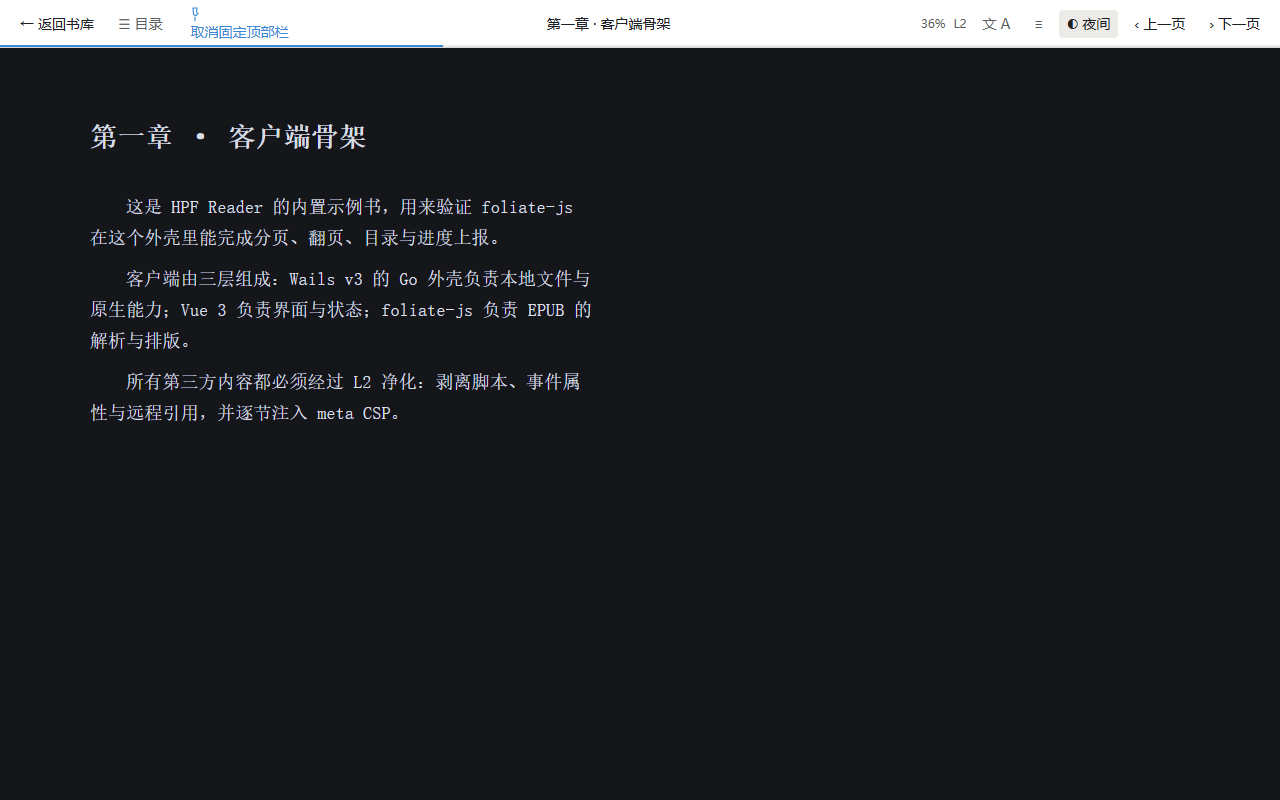 ← 返回书库 ☰ 目录 取消固定顶部栏 第一章 · 客户端骨架 36% L2 文 A ≡ ◐ 夜间 ‹ 上一页 › 下一页
第一章 · 客户端骨架
这是 HPF Reader 的内置示例书，用来验证 foliate-js
在这个外壳里能完成分页、翻页、目录与进度上报。
客户端由三层组成：Wails v3 的 Go 外壳负责本地文件与
原生能力；Vue 3 负责界面与状态；foliate-js 负责 EPUB 的
解析与排版。
所有第三方内容都必须经过 L2 净化：剥离脚本、事件属
性与远程引用，并逐节注入 meta CSP。